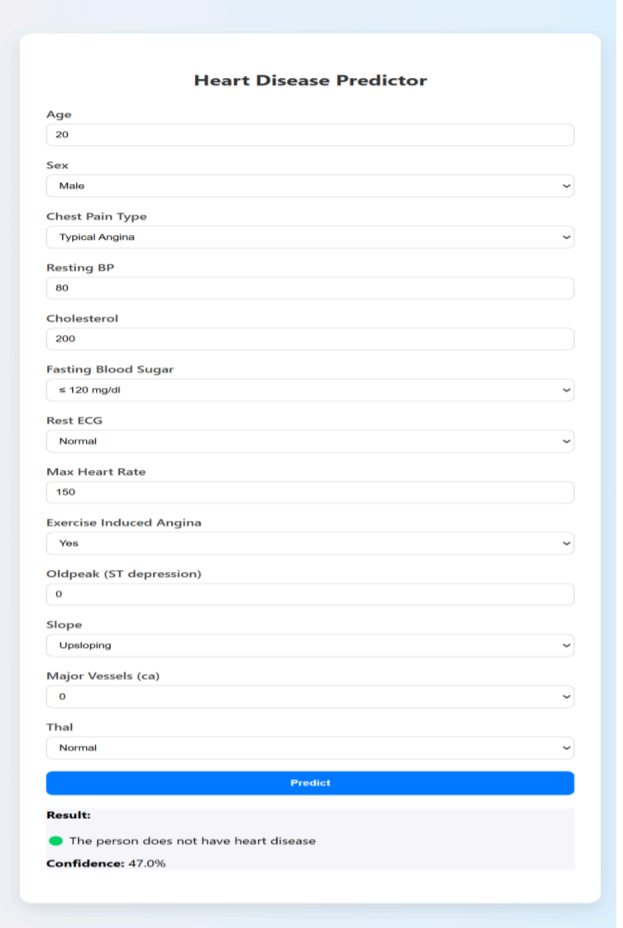 Heart Disease Predictor
Age
20
Sex
Male
Chest Pain Type
Typical Angina
Resting BP
80
Cholesterol
200
Fasting Blood Sugar
≤ 120 mg/dl
Rest ECG
Normal
Max Heart Rate
150
Exercise Induced Angina
Yes
Oldpeak (ST depression)
0
Slope
Upsloping
Major Vessels (ca)
0
Thal
Normal
Predict
Result:
The person does not have heart disease
Confidence: 47.0%